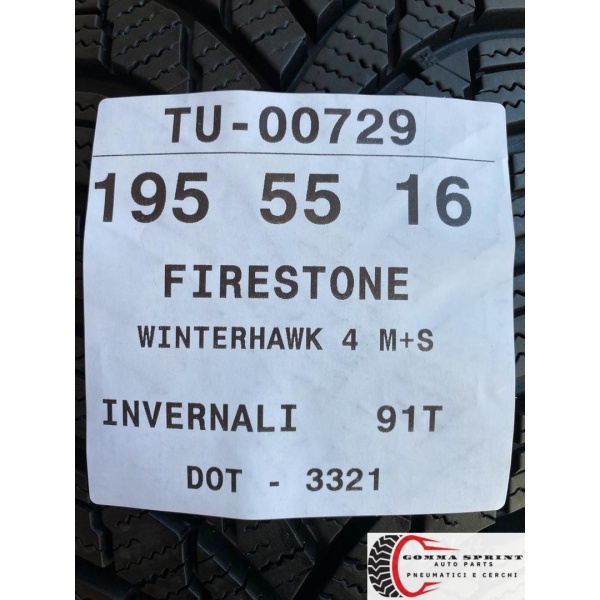 TU-00729
195 55 16
FIRESTONE
WINTERHAWK 4 M+S
INVERNALI 91T
DOT - 3321
GOMMA SPRINT
AUTO PARTS
PNEUMATICI E CERCHI